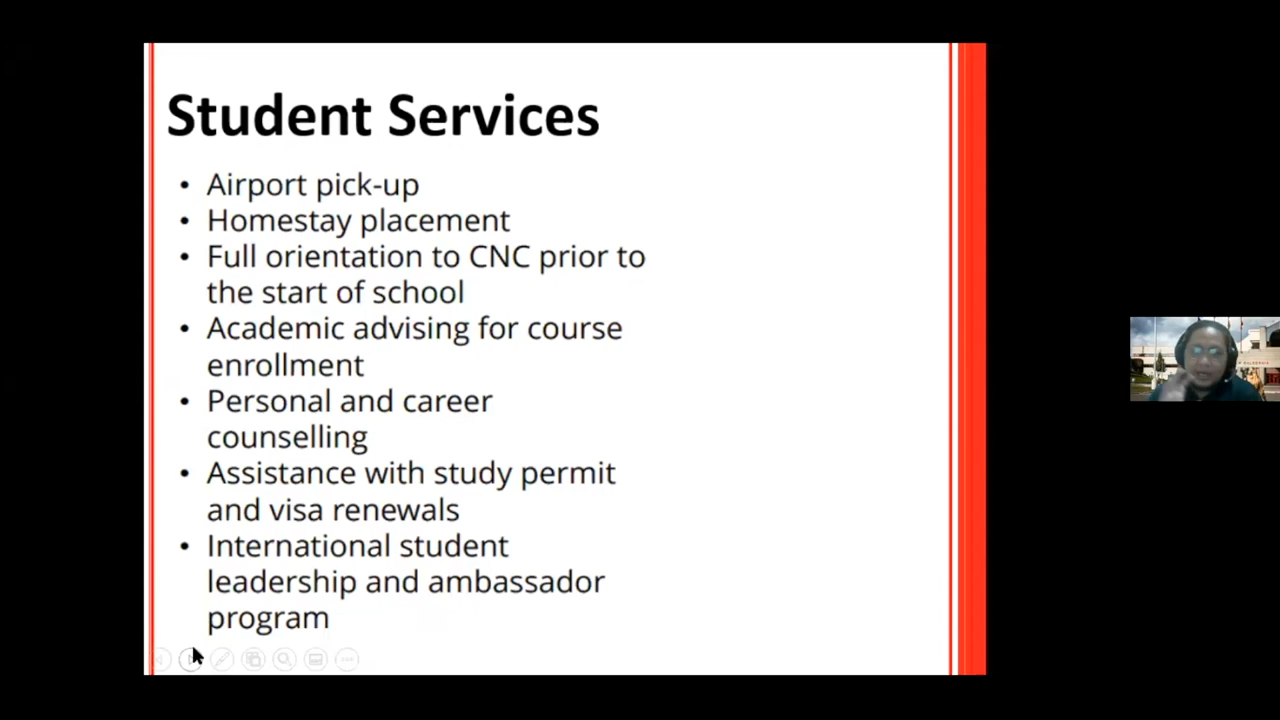 Student Services
• Airport pick-up
• Homestay placement
• Full orientation to CNC prior to
the start of school
• Academic advising for course
enrollment
• Personal and career
counselling
• Assistance with study permit
and visa renewals
• International student
leadership and ambassador
program